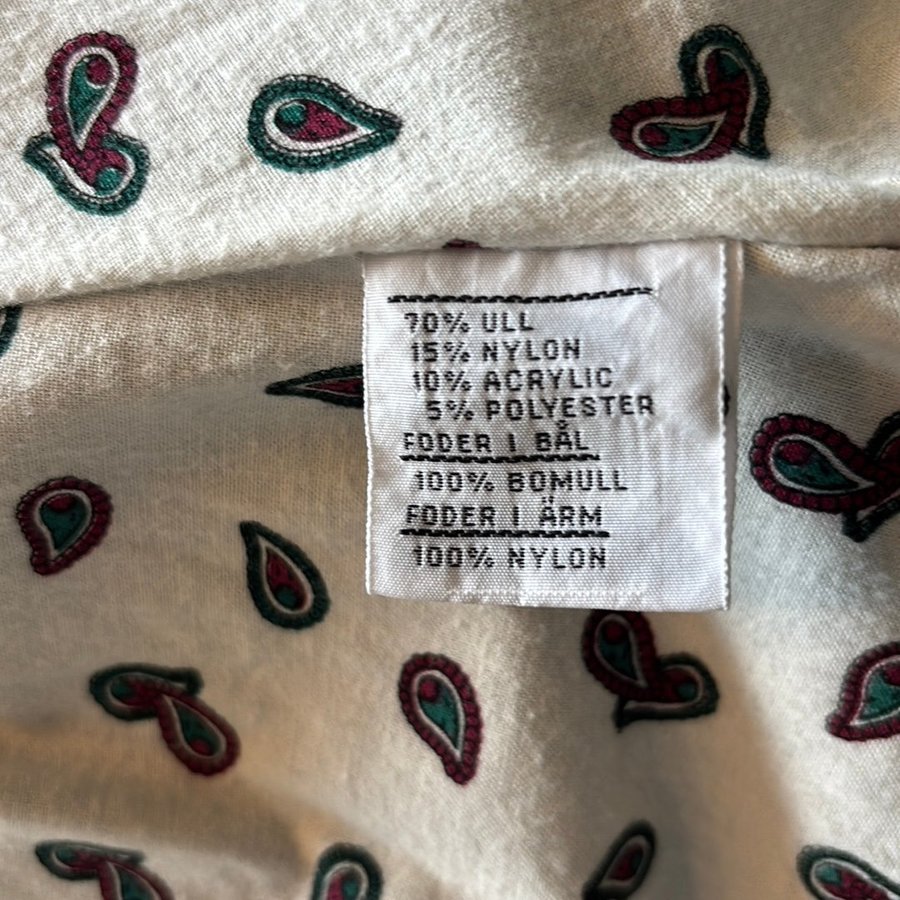 70% ULL
15% NYLON
10% ACRYLIC
5% POLYESTER
FODER I BÅL
100% BOMULL
FODER I ÄRM
100% NYLON